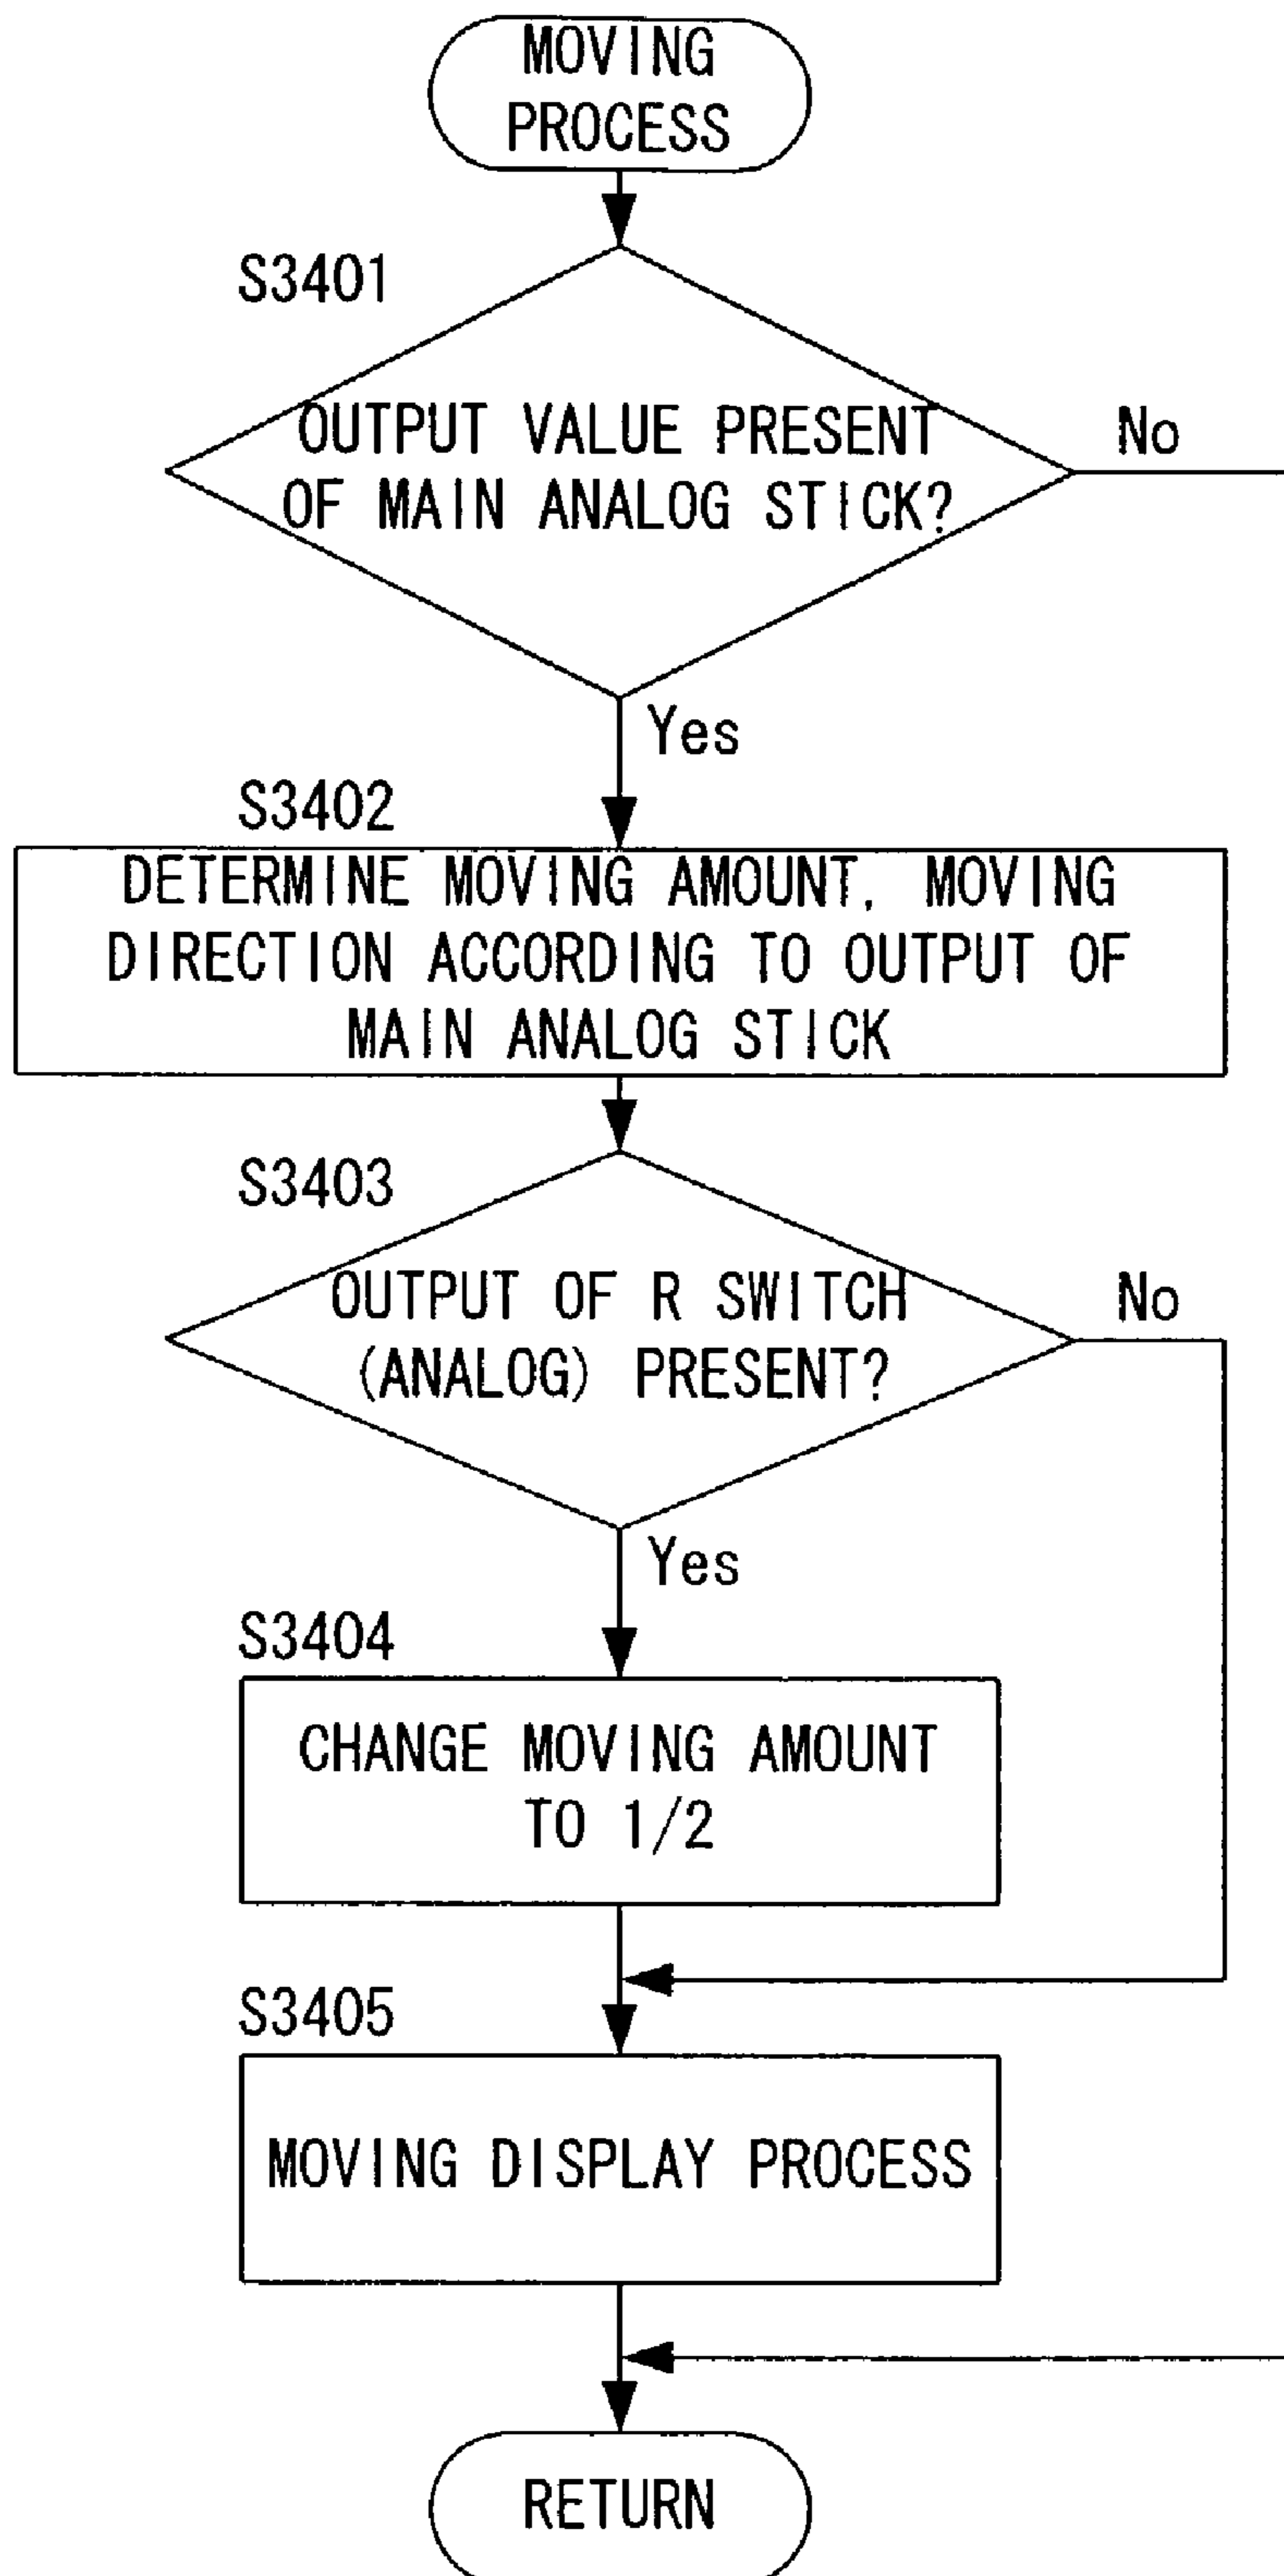 MOVING
PROCESS
S3401
OUTPUT VALUE PRESENT
OF MAIN ANALOG STICK?
No
Yes
S3402
DETERMINE MOVING AMOUNT, MOVING
DIRECTION ACCORDING TO OUTPUT OF
MAIN ANALOG STICK
S3403
OUTPUT OF R SWITCH
(ANALOG) PRESENT?
No
Yes
S3404
CHANGE MOVING AMOUNT
TO 1/2
S3405
MOVING DISPLAY PROCESS
RETURN